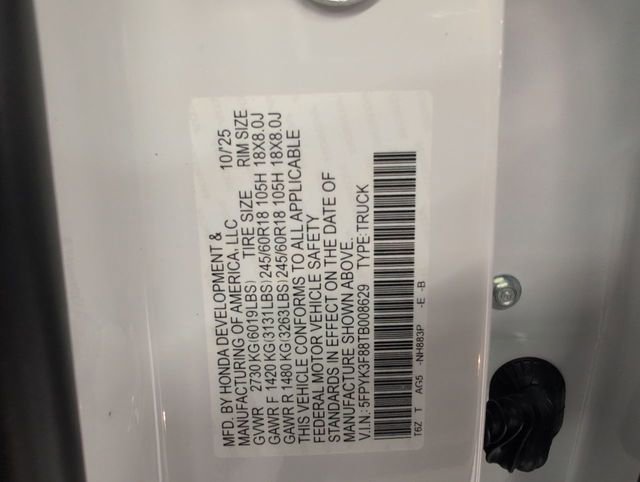 MFD. BY HONDA DEVELOPMENT & 10/'25
MANUFACTURING OF AMERICA, LLC
GVWR 2730 KG(6019LBS) TIRE SIZE RIM SIZE
GAWR F 1420 KG(3131LBS) 245/60R18 105H 18X8.0J
GAWR R 1480 KG(3263LBS) 245/60R18 105H 18X8.0J
THIS VEHICLE CONFORMS TO ALL APPLICABLE
FEDERAL MOTOR VEHICLE SAFETY
STANDARDS IN EFFECT ON THE DATE OF
MANUFACTURE SHOWN ABOVE.
V.I.N.: 5FPYK3F88TB008629 TYPE:TRUCK
T6Z T AG5 -NH883P -E -B